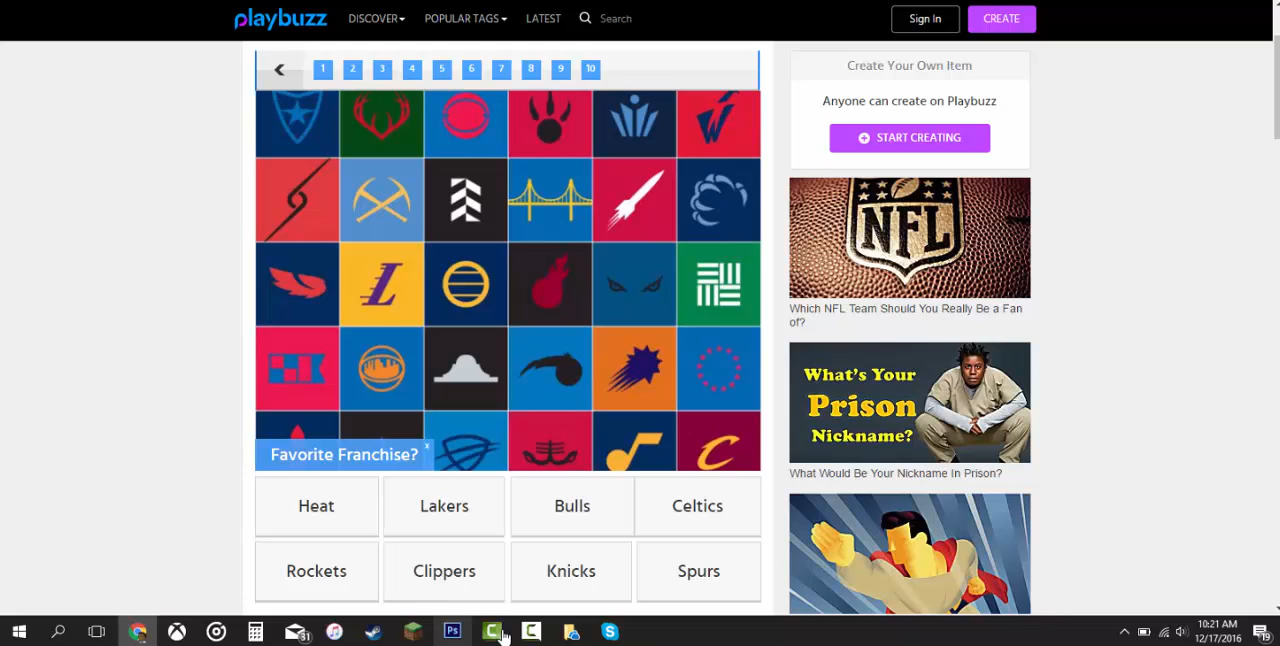 playbuzz DISCOVER POPULAR TAGS LATEST Search Sign In CREATE
1 2 3 4 5 6 7 8 9 10
Favorite Franchise? x
Heat Lakers Bulls Celtics
Rockets Clippers Knicks Spurs
Create Your Own Item
Anyone can create on Playbuzz
START CREATING
NFL
Which NFL Team Should You Really Be a Fan
of?
What's Your
Prison
Nickname?
What Would Be Your Nickname In Prison?
L
W
C
31
Ps
C
C
S
10:21 AM
12/17/2016
19